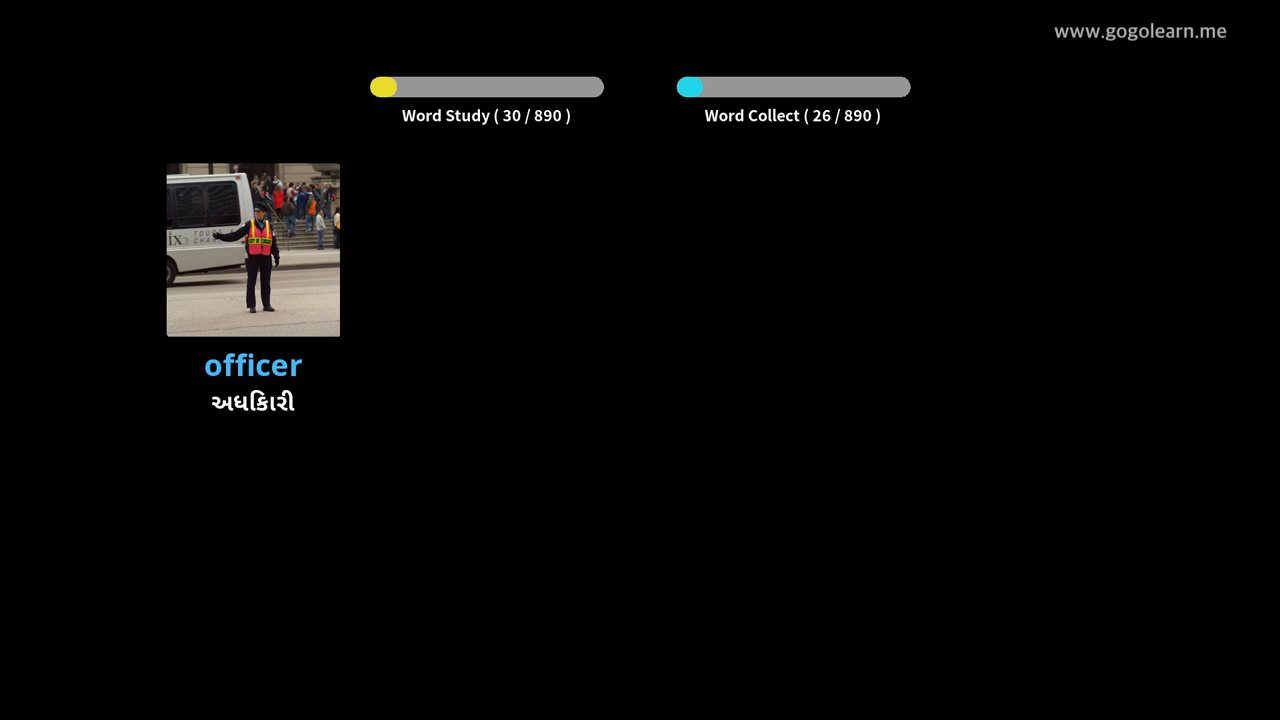 www.gogolearn.me
Word Study ( 30 / 890 )
Word Collect ( 26 / 890 )
officer
અધિકારી